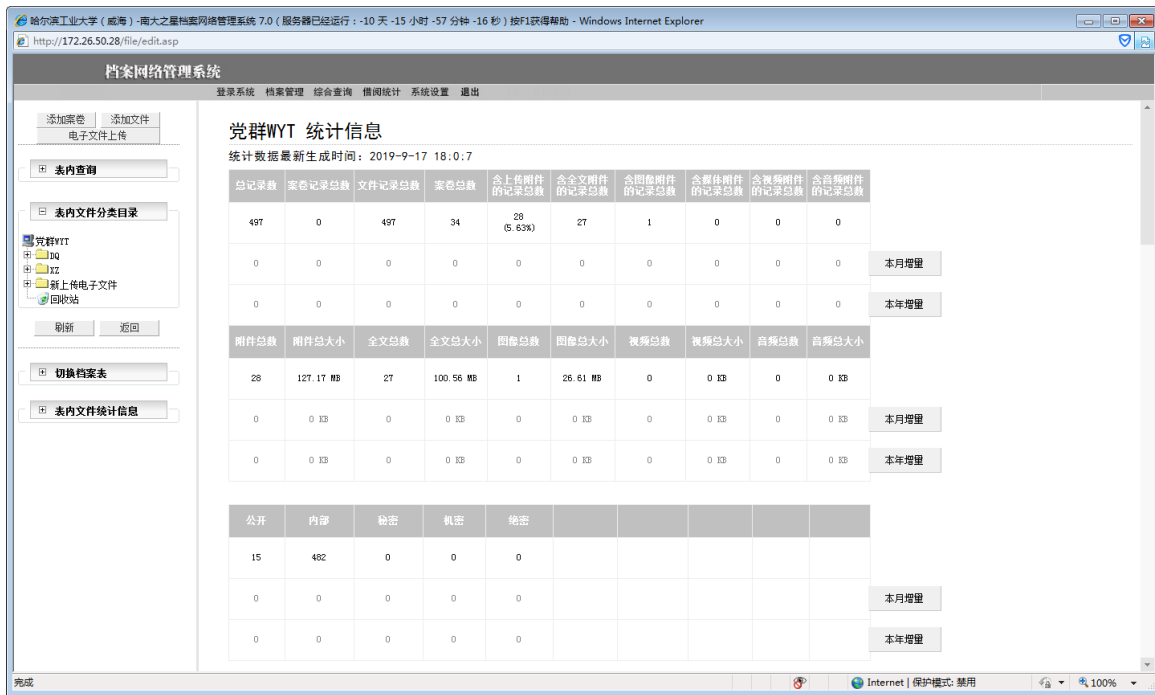 哈尔滨工业大学（威海）-南大之星档案网络管理系统 7.0 ( 服务器已经运行：-10 天 -15 小时 -57 分钟 -16 秒 ) 按F1获得帮助 - Windows Internet Explorer
http://172.26.50.28/file/edit.asp
档案网络管理系统
登录系统 档案管理 综合查询 借阅统计 系统设置 退出
添加案卷 添加文件
电子文件上传
表内查询
表内文件分类目录
党群WYT
DQ
XZ
新上传电子文件
回收站
刷新 返回
切换档案表
表内文件统计信息
党群WYT 统计信息
统计数据最新生成时间：2019-9-17 18:0:7
总记录数 案卷记录总数 文件记录总数 案卷总数 含上传附件的记录总数 含全文附件的记录总数 含图像附件的记录总数 含媒体附件的记录总数 含视频附件的记录总数 含音频附件的记录总数
497 0 497 34 28 (5.63%) 27 1 0 0 0
0 0 0 0 0 0 0 0 0 0 本月增量
0 0 0 0 0 0 0 0 0 0 本年增量
附件总数 附件总大小 全文总数 全文总大小 图像总数 图像总大小 视频总数 视频总大小 音频总数 音频总大小
28 127.17 MB 27 100.56 MB 1 26.61 MB 0 0 KB 0 0 KB
0 0 KB 0 0 KB 0 0 KB 0 0 KB 0 0 KB 本月增量
0 0 KB 0 0 KB 0 0 KB 0 0 KB 0 0 KB 本年增量
公开 内部 秘密 机密 绝密
15 482 0 0 0
0 0 0 0 0 本月增量
0 0 0 0 0 本年增量
完成 Internet | 保护模式: 禁用 100%